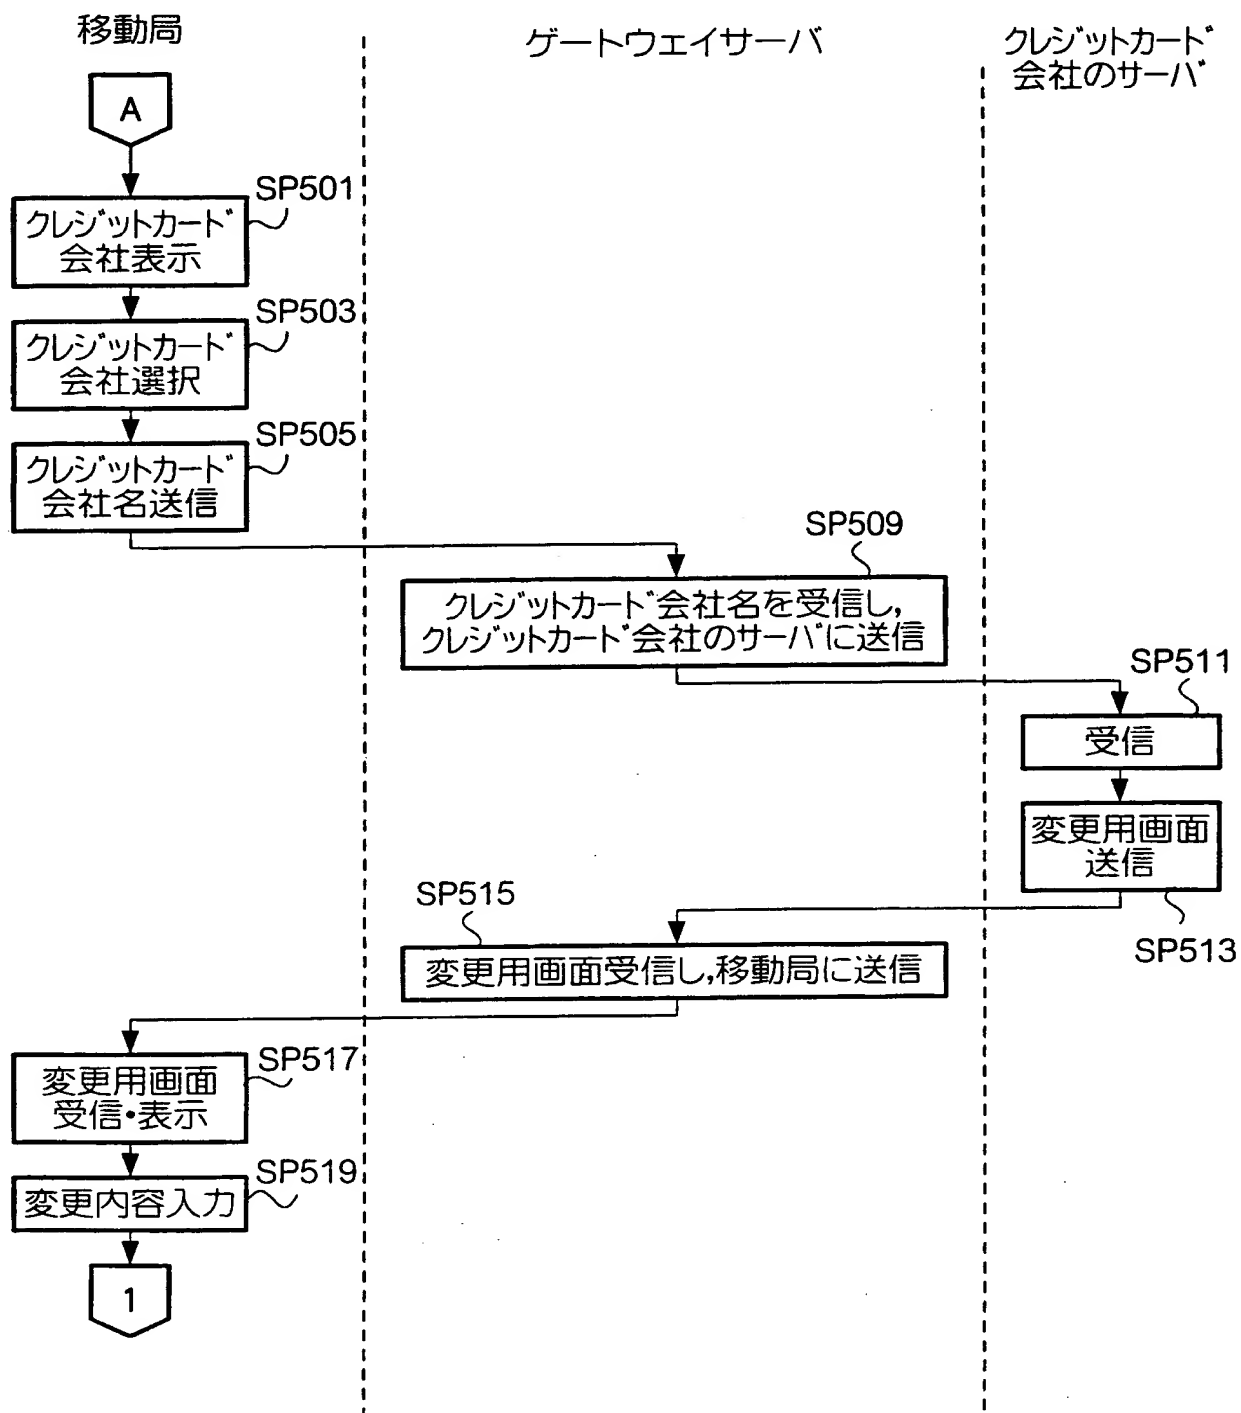 移動局
ゲートウェイサーバ
クレジットカード
会社のサーバ
A
SP501
クレジットカード
会社表示
SP503
クレジットカード
会社選択
SP505
クレジットカード
会社名送信
SP509
クレジットカード会社名を受信し,
クレジットカード会社のサーバに送信
SP511
受信
変更用画面
送信
SP513
SP515
変更用画面受信し,移動局に送信
SP517
変更用画面
受信・表示
SP519
変更内容入力
1